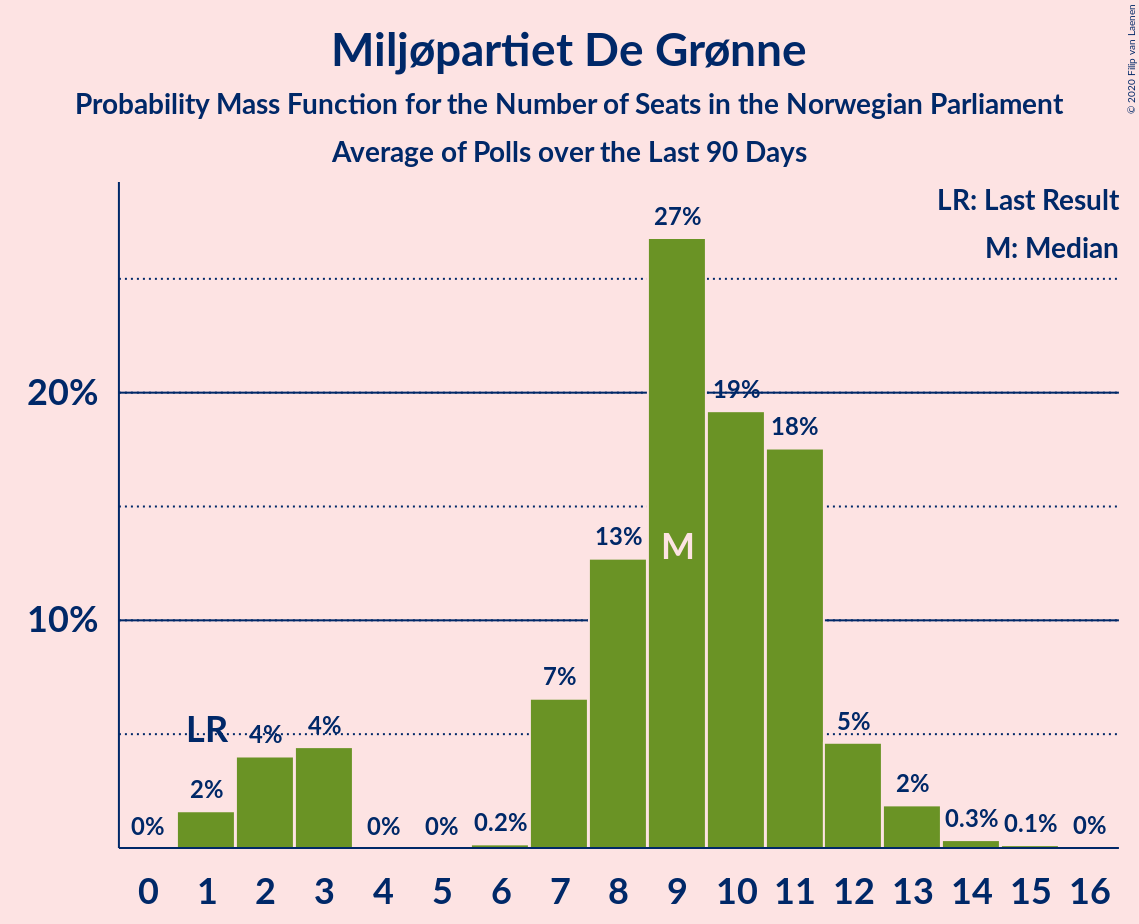 Miljøpartiet De Grønne
Probability Mass Function for the Number of Seats in the Norwegian Parliament
Average of Polls over the Last 90 Days
© 2020 Filip van Laenen
LR: Last Result
M: Median
20%
10%
0%
2%
4%
4%
0%
0%
0.2%
7%
13%
27%
19%
18%
5%
2%
0.3%
0.1%
0%
LR
M
0 1 2 3 4 5 6 7 8 9 10 11 12 13 14 15 16